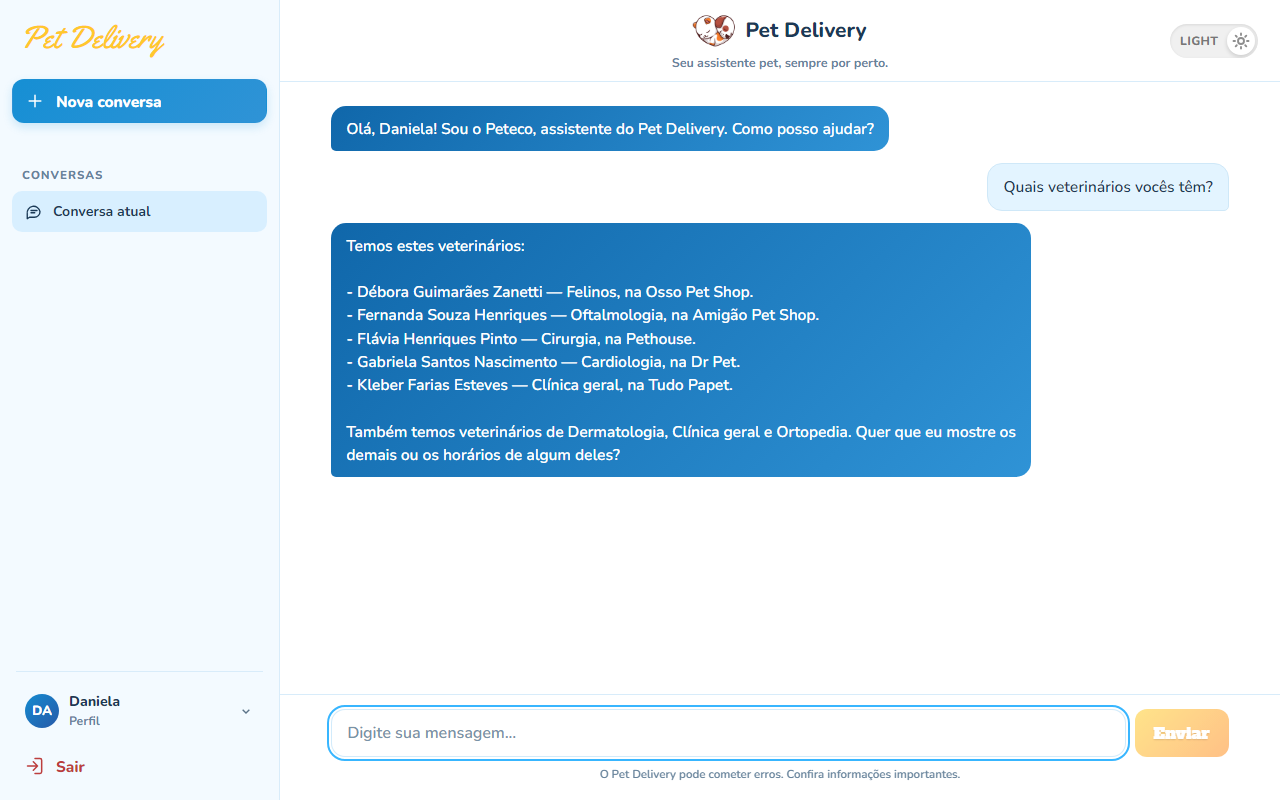 Pet Delivery
Nova conversa
CONVERSAS
Conversa atual
DA
Daniela
Perfil
Sair
Pet Delivery
Seu assistente pet, sempre por perto.
LIGHT
Olá, Daniela! Sou o Peteco, assistente do Pet Delivery. Como posso ajudar?
Quais veterinários vocês têm?
Temos estes veterinários:
- Débora Guimarães Zanetti — Felinos, na Osso Pet Shop.
- Fernanda Souza Henriques — Oftalmologia, na Amigão Pet Shop.
- Flávia Henriques Pinto — Cirurgia, na Pethouse.
- Gabriela Santos Nascimento — Cardiologia, na Dr Pet.
- Kleber Farias Esteves — Clínica geral, na Tudo Papet.
Também temos veterinários de Dermatologia, Clínica geral e Ortopedia. Quer que eu mostre os
demais ou os horários de algum deles?
Digite sua mensagem...
Enviar
O Pet Delivery pode cometer erros. Confira informações importantes.